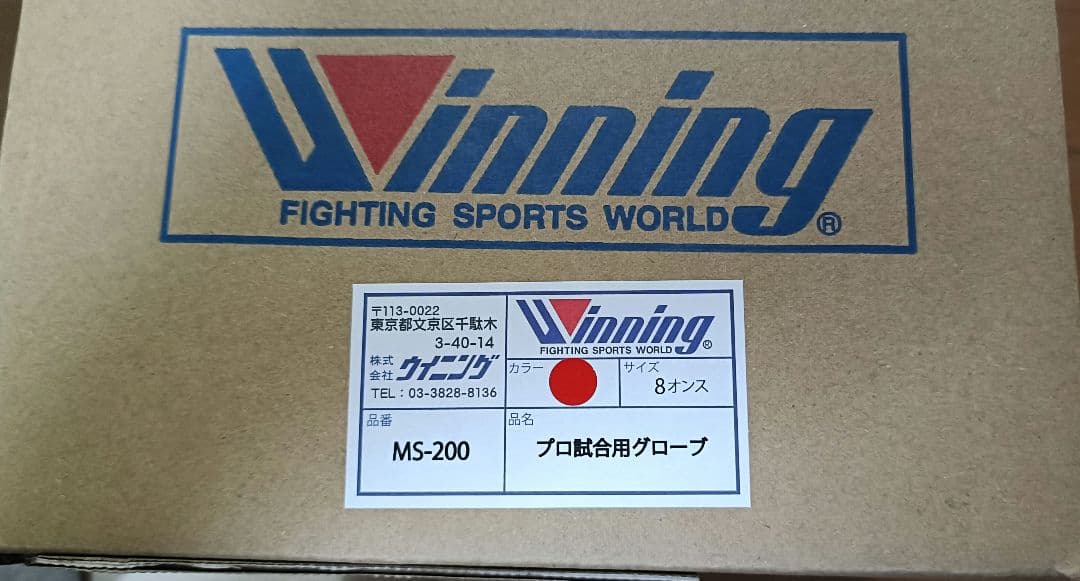 Winning
FIGHTING SPORTS WORLD®
〒113-0022
東京都文京区千駄木
3-40-14
株式会社 ウイニング
TEL：03-3828-8136
Winning®
FIGHTING SPORTS WORLD
カラー
サイズ
8オンス
品番
MS-200
品名
プロ試合用グローブ